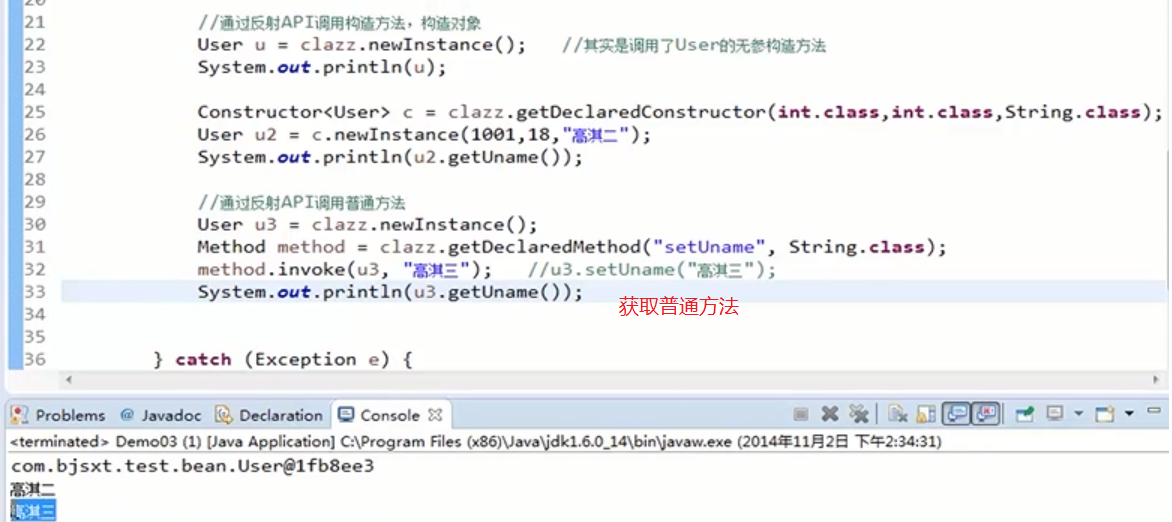 21 //通过反射API调用构造方法，构造对象
22 User u = clazz.newInstance(); //其实是调用了User的无参构造方法
23 System.out.println(u);
24
25 Constructor<User> c = clazz.getDeclaredConstructor(int.class,int.class,String.class);
26 User u2 = c.newInstance(1001,18,"高淇二");
27 System.out.println(u2.getUname());
28
29 //通过反射API调用普通方法
30 User u3 = clazz.newInstance();
31 Method method = clazz.getDeclaredMethod("setUname", String.class);
32 method.invoke(u3, "高淇三"); //u3.setUname("高淇三");
33 System.out.println(u3.getUname());
获取普通方法
34
35
36 } catch (Exception e) {
Problems @ Javadoc Declaration Console
<terminated> Demo03 (1) [Java Application] C:\Program Files (x86)\Java\jdk1.6.0_14\bin\javaw.exe (2014年11月2日 下午2:34:31)
com.bjsxt.test.bean.User@1fb8ee3
高淇二
高淇三